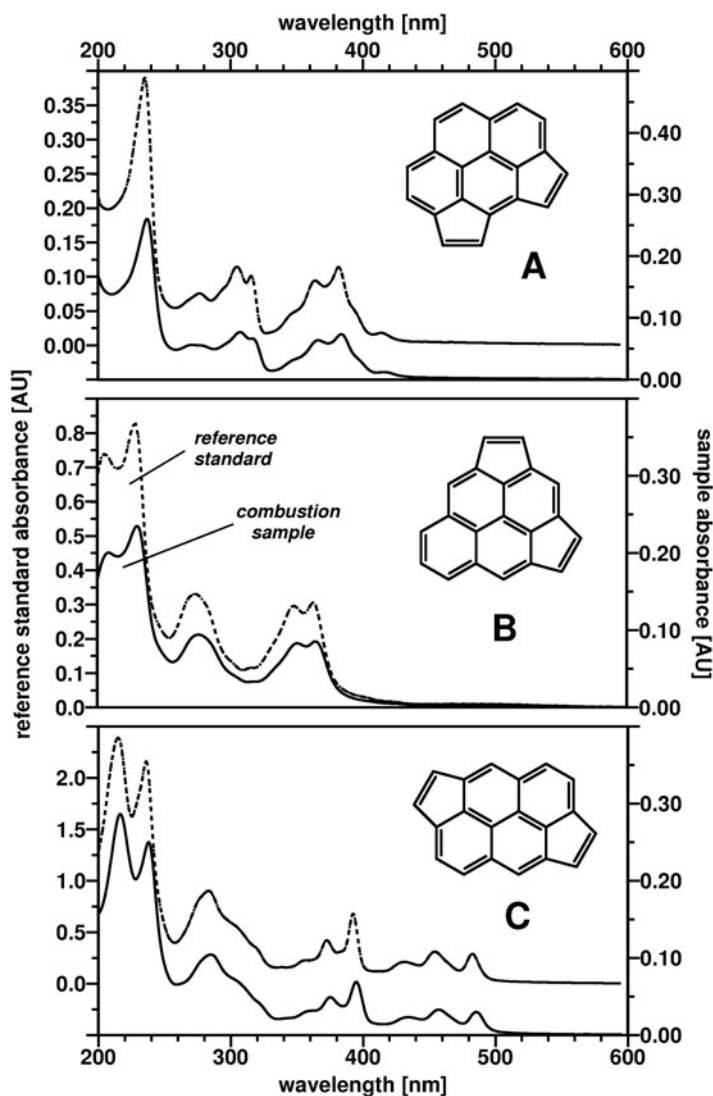 wavelength [nm]
200 300 400 500 600
0.35
0.30
0.25
0.20
0.15
0.10
0.05
0.00
0.40
0.30
0.20
0.10
0.00
A
reference standard absorbance [AU]
sample absorbance [AU]
0.8
0.7
0.6
0.5
0.4
0.3
0.2
0.1
0.0
reference
standard
combustion
sample
0.30
0.20
0.10
0.00
B
2.0
1.5
1.0
0.5
0.0
0.30
0.20
0.10
0.00
C
200 300 400 500 600
wavelength [nm]